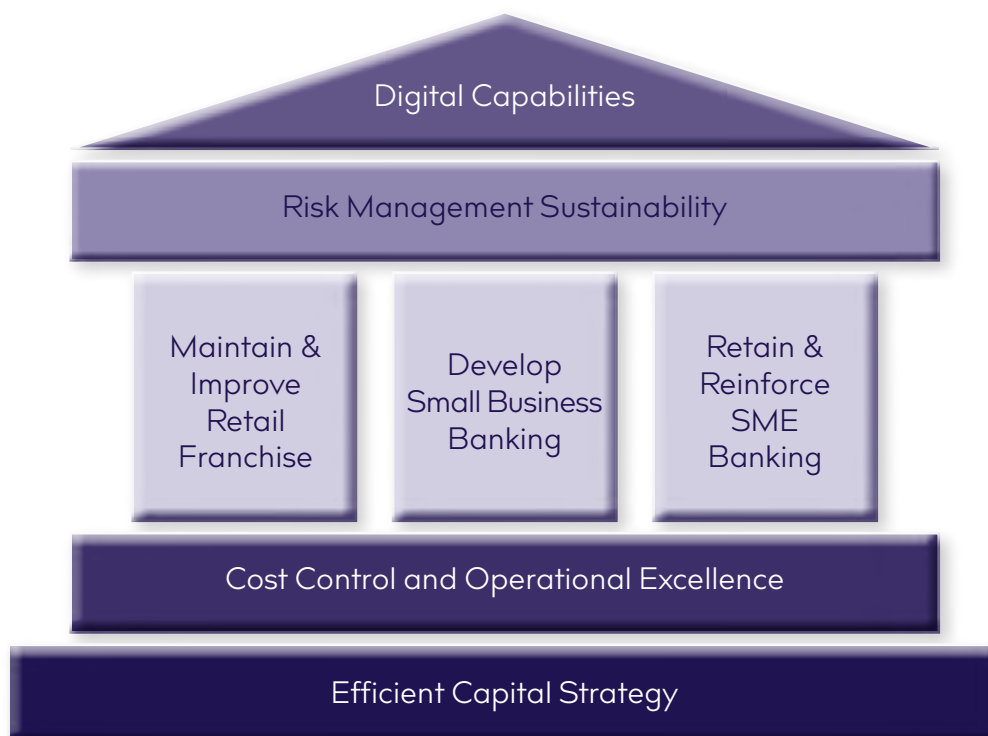 Digital Capabilities
Risk Management Sustainability
Maintain &
Improve
Retail
Franchise
Develop
Small Business
Banking
Retain &
Reinforce
SME
Banking
Cost Control and Operational Excellence
Efficient Capital Strategy